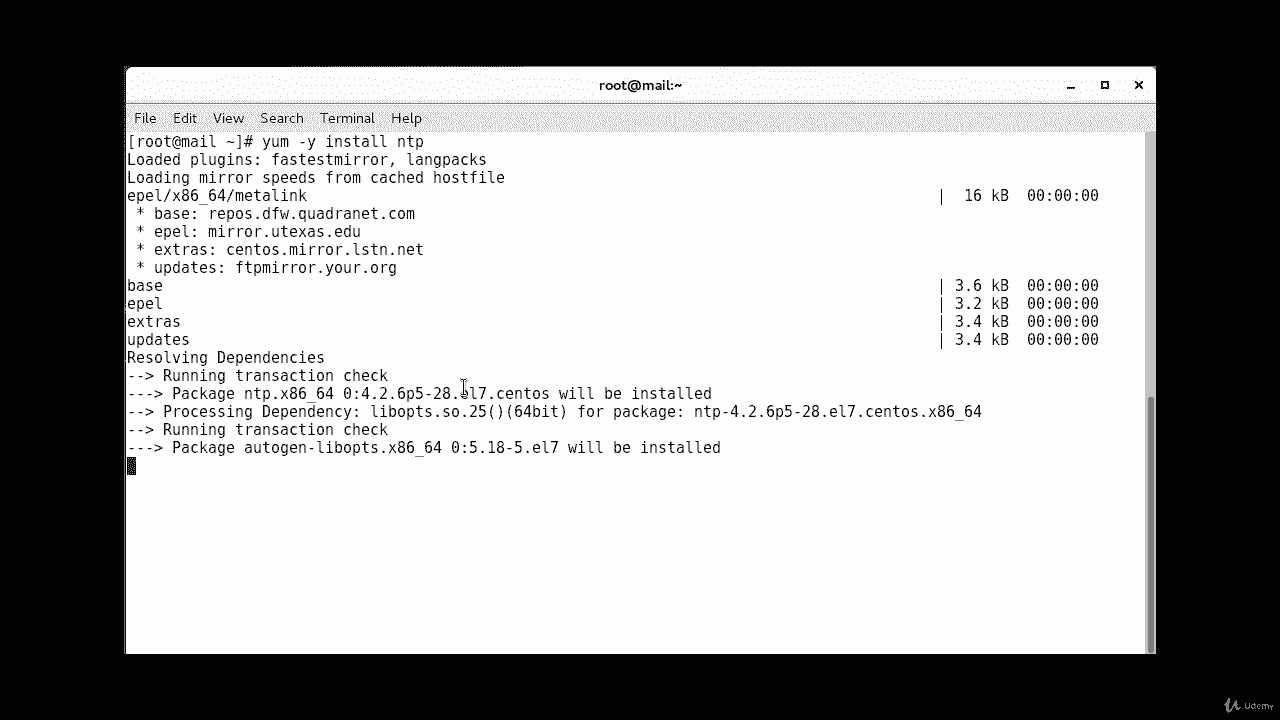 root@mail:~
File Edit View Search Terminal Help
[root@mail ~]# yum -y install ntp
Loaded plugins: fastestmirror, langpacks
Loading mirror speeds from cached hostfile
epel/x86_64/metalink | 16 kB 00:00:00
* base: repos.dfw.quadranet.com
* epel: mirror.utexas.edu
* extras: centos.mirror.lstn.net
* updates: ftpmirror.your.org
base | 3.6 kB 00:00:00
epel | 3.2 kB 00:00:00
extras | 3.4 kB 00:00:00
updates | 3.4 kB 00:00:00
Resolving Dependencies
--> Running transaction check
---> Package ntp.x86_64 0:4.2.6p5-28.el7.centos will be installed
--> Processing Dependency: libopts.so.25()(64bit) for package: ntp-4.2.6p5-28.el7.centos.x86_64
--> Running transaction check
---> Package autogen-libopts.x86_64 0:5.18-5.el7 will be installed
Udemy